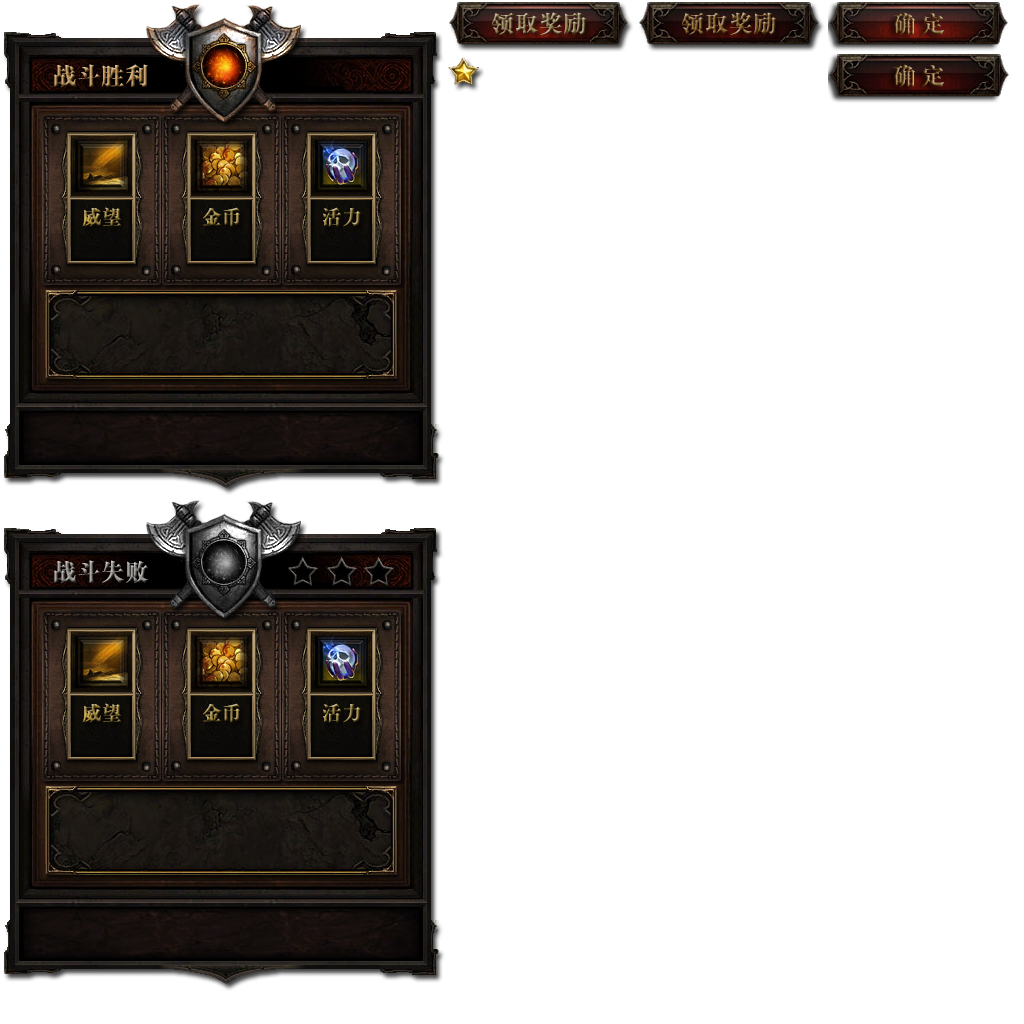 战斗胜利
威望 金币 活力
领取奖励 领取奖励 确定
确定
战斗失败
威望 金币 活力